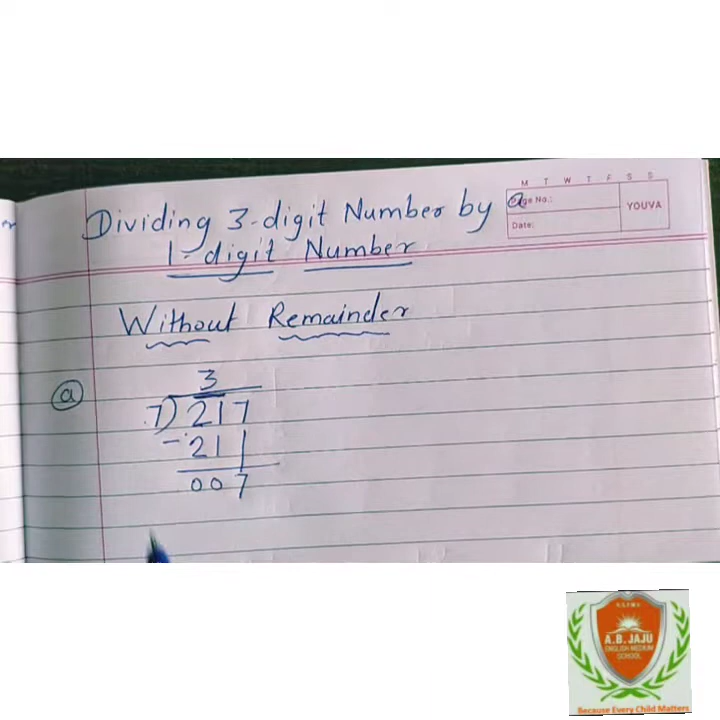 Dividing 3-digit Number by a
1-digit Number
M T W T F S S
Page No.:
Date:
YOUVA
Without Remainder
(a)
3
7) 217
- 21
007
A.B. JAJU
ENGLISH MEDIUM
SCHOOL
Because Every Child Matters